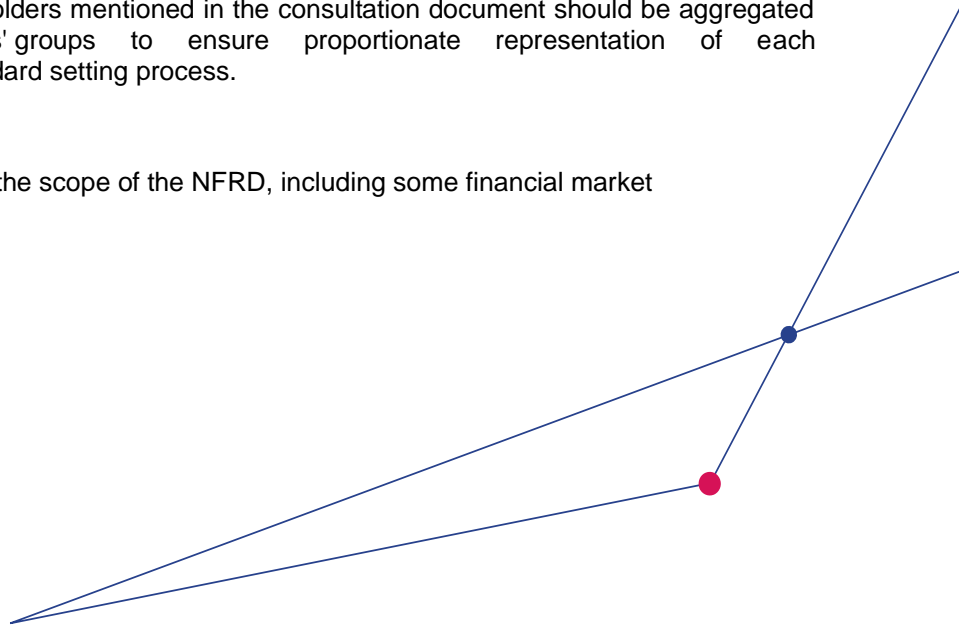 olders mentioned in the consultation document should be aggregated
s' groups to ensure proportionate representation of each
dard setting process.
the scope of the NFRD, including some financial market